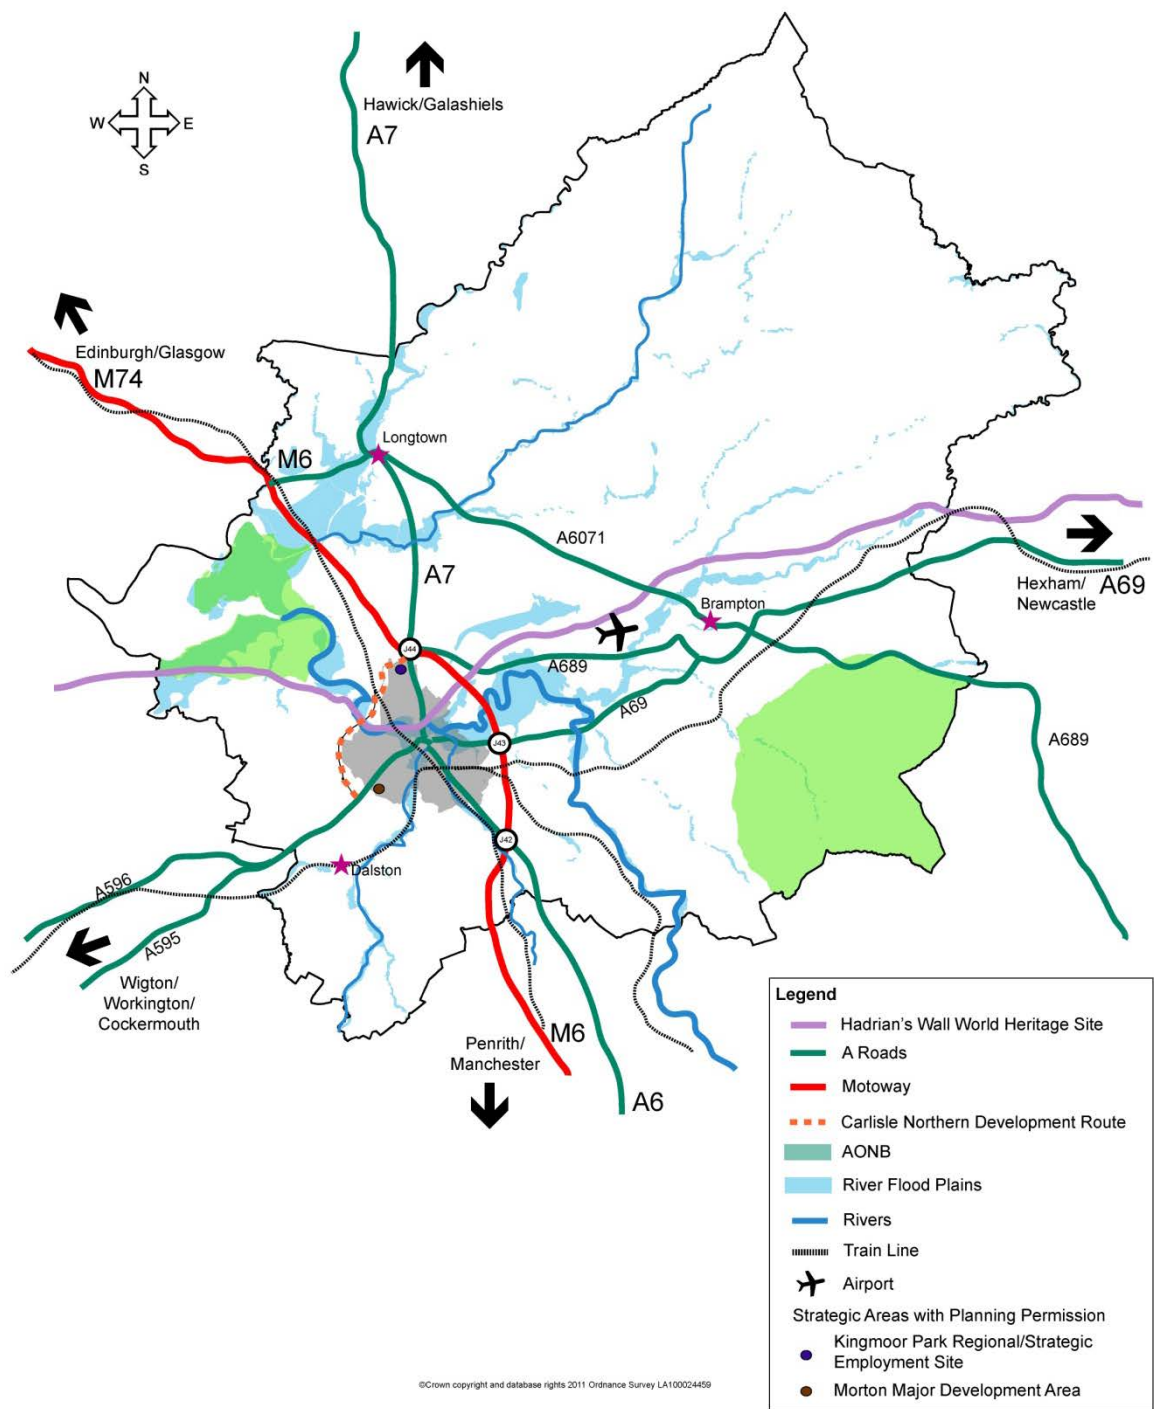 N
W
E
S
Hawick/Galashiels
A7
Edinburgh/Glasgow
M74
M6
Longtown
A6071
A7
Hexham/
Newcastle
A69
Brampton
J44
A689
A69
J43
A689
J42
Dalston
A596
A595
Wigton/
Workington/
Cockermouth
Penrith/
Manchester
M6
A6
Legend
Hadrian's Wall World Heritage Site
A Roads
Motoway
Carlisle Northern Development Route
AONB
River Flood Plains
Rivers
Train Line
Airport
Strategic Areas with Planning Permission
Kingmoor Park Regional/Strategic
Employment Site
Morton Major Development Area
©Crown copyright and database rights 2011 Ordnance Survey LA100024459